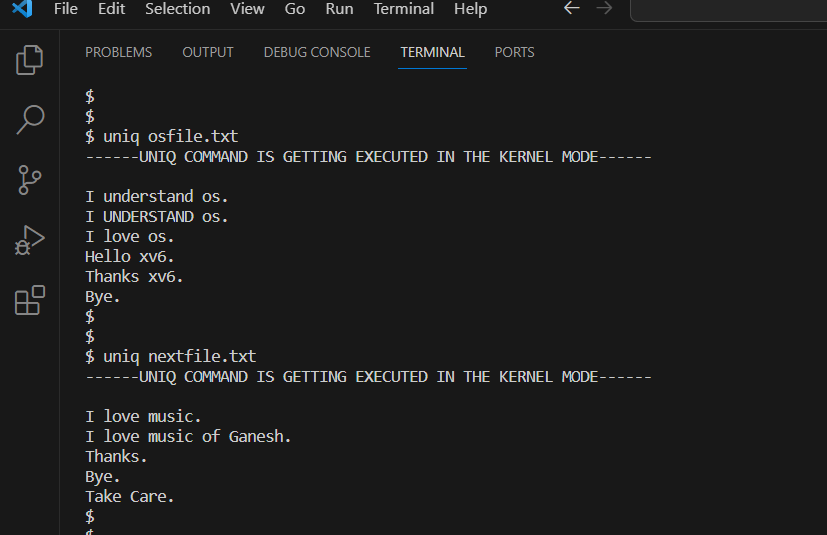 File Edit Selection View Go Run Terminal Help
PROBLEMS OUTPUT DEBUG CONSOLE TERMINAL PORTS
$
$
$ uniq osfile.txt
------UNIQ COMMAND IS GETTING EXECUTED IN THE KERNEL MODE------
I understand os.
I UNDERSTAND os.
I love os.
Hello xv6.
Thanks xv6.
Bye.
$
$
$ uniq nextfile.txt
------UNIQ COMMAND IS GETTING EXECUTED IN THE KERNEL MODE------
I love music.
I love music of Ganesh.
Thanks.
Bye.
Take Care.
$
$